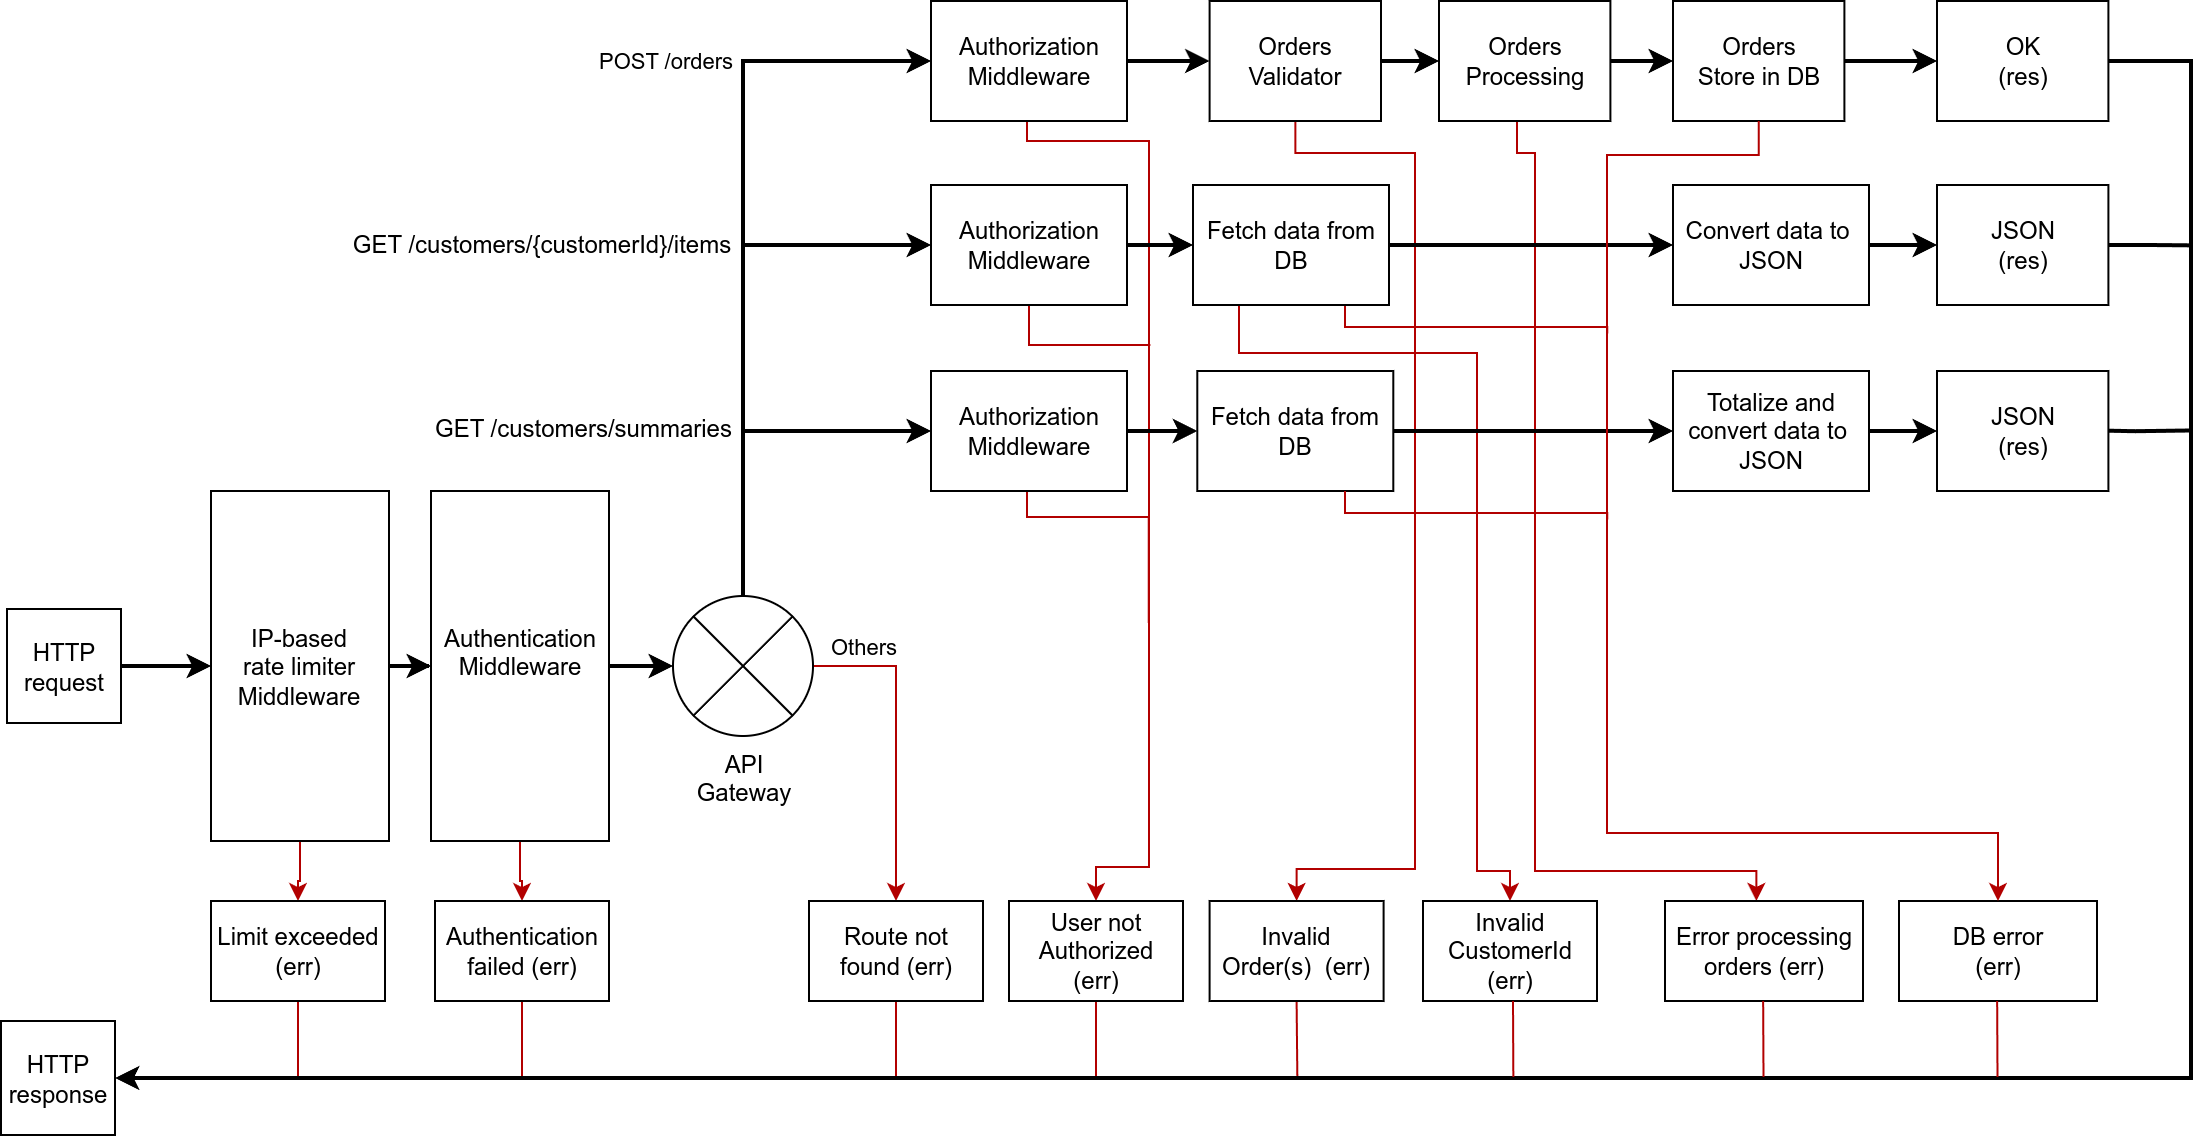 POST /orders
Authorization
Middleware
Orders
Validator
Orders
Processing
Orders
Store in DB
OK
(res)
GET /customers/{customerId}/items
Authorization
Middleware
Fetch data from
DB
Convert data to
JSON
JSON
(res)
GET /customers/summaries
Authorization
Middleware
Fetch data from
DB
Totalize and
convert data to
JSON
JSON
(res)
HTTP
request
IP-based
rate limiter
Middleware
Authentication
Middleware
Others
API
Gateway
Limit exceeded
(err)
Authentication
failed (err)
Route not
found (err)
User not
Authorized
(err)
Invalid
Order(s) (err)
Invalid
CustomerId
(err)
Error processing
orders (err)
DB error
(err)
HTTP
response